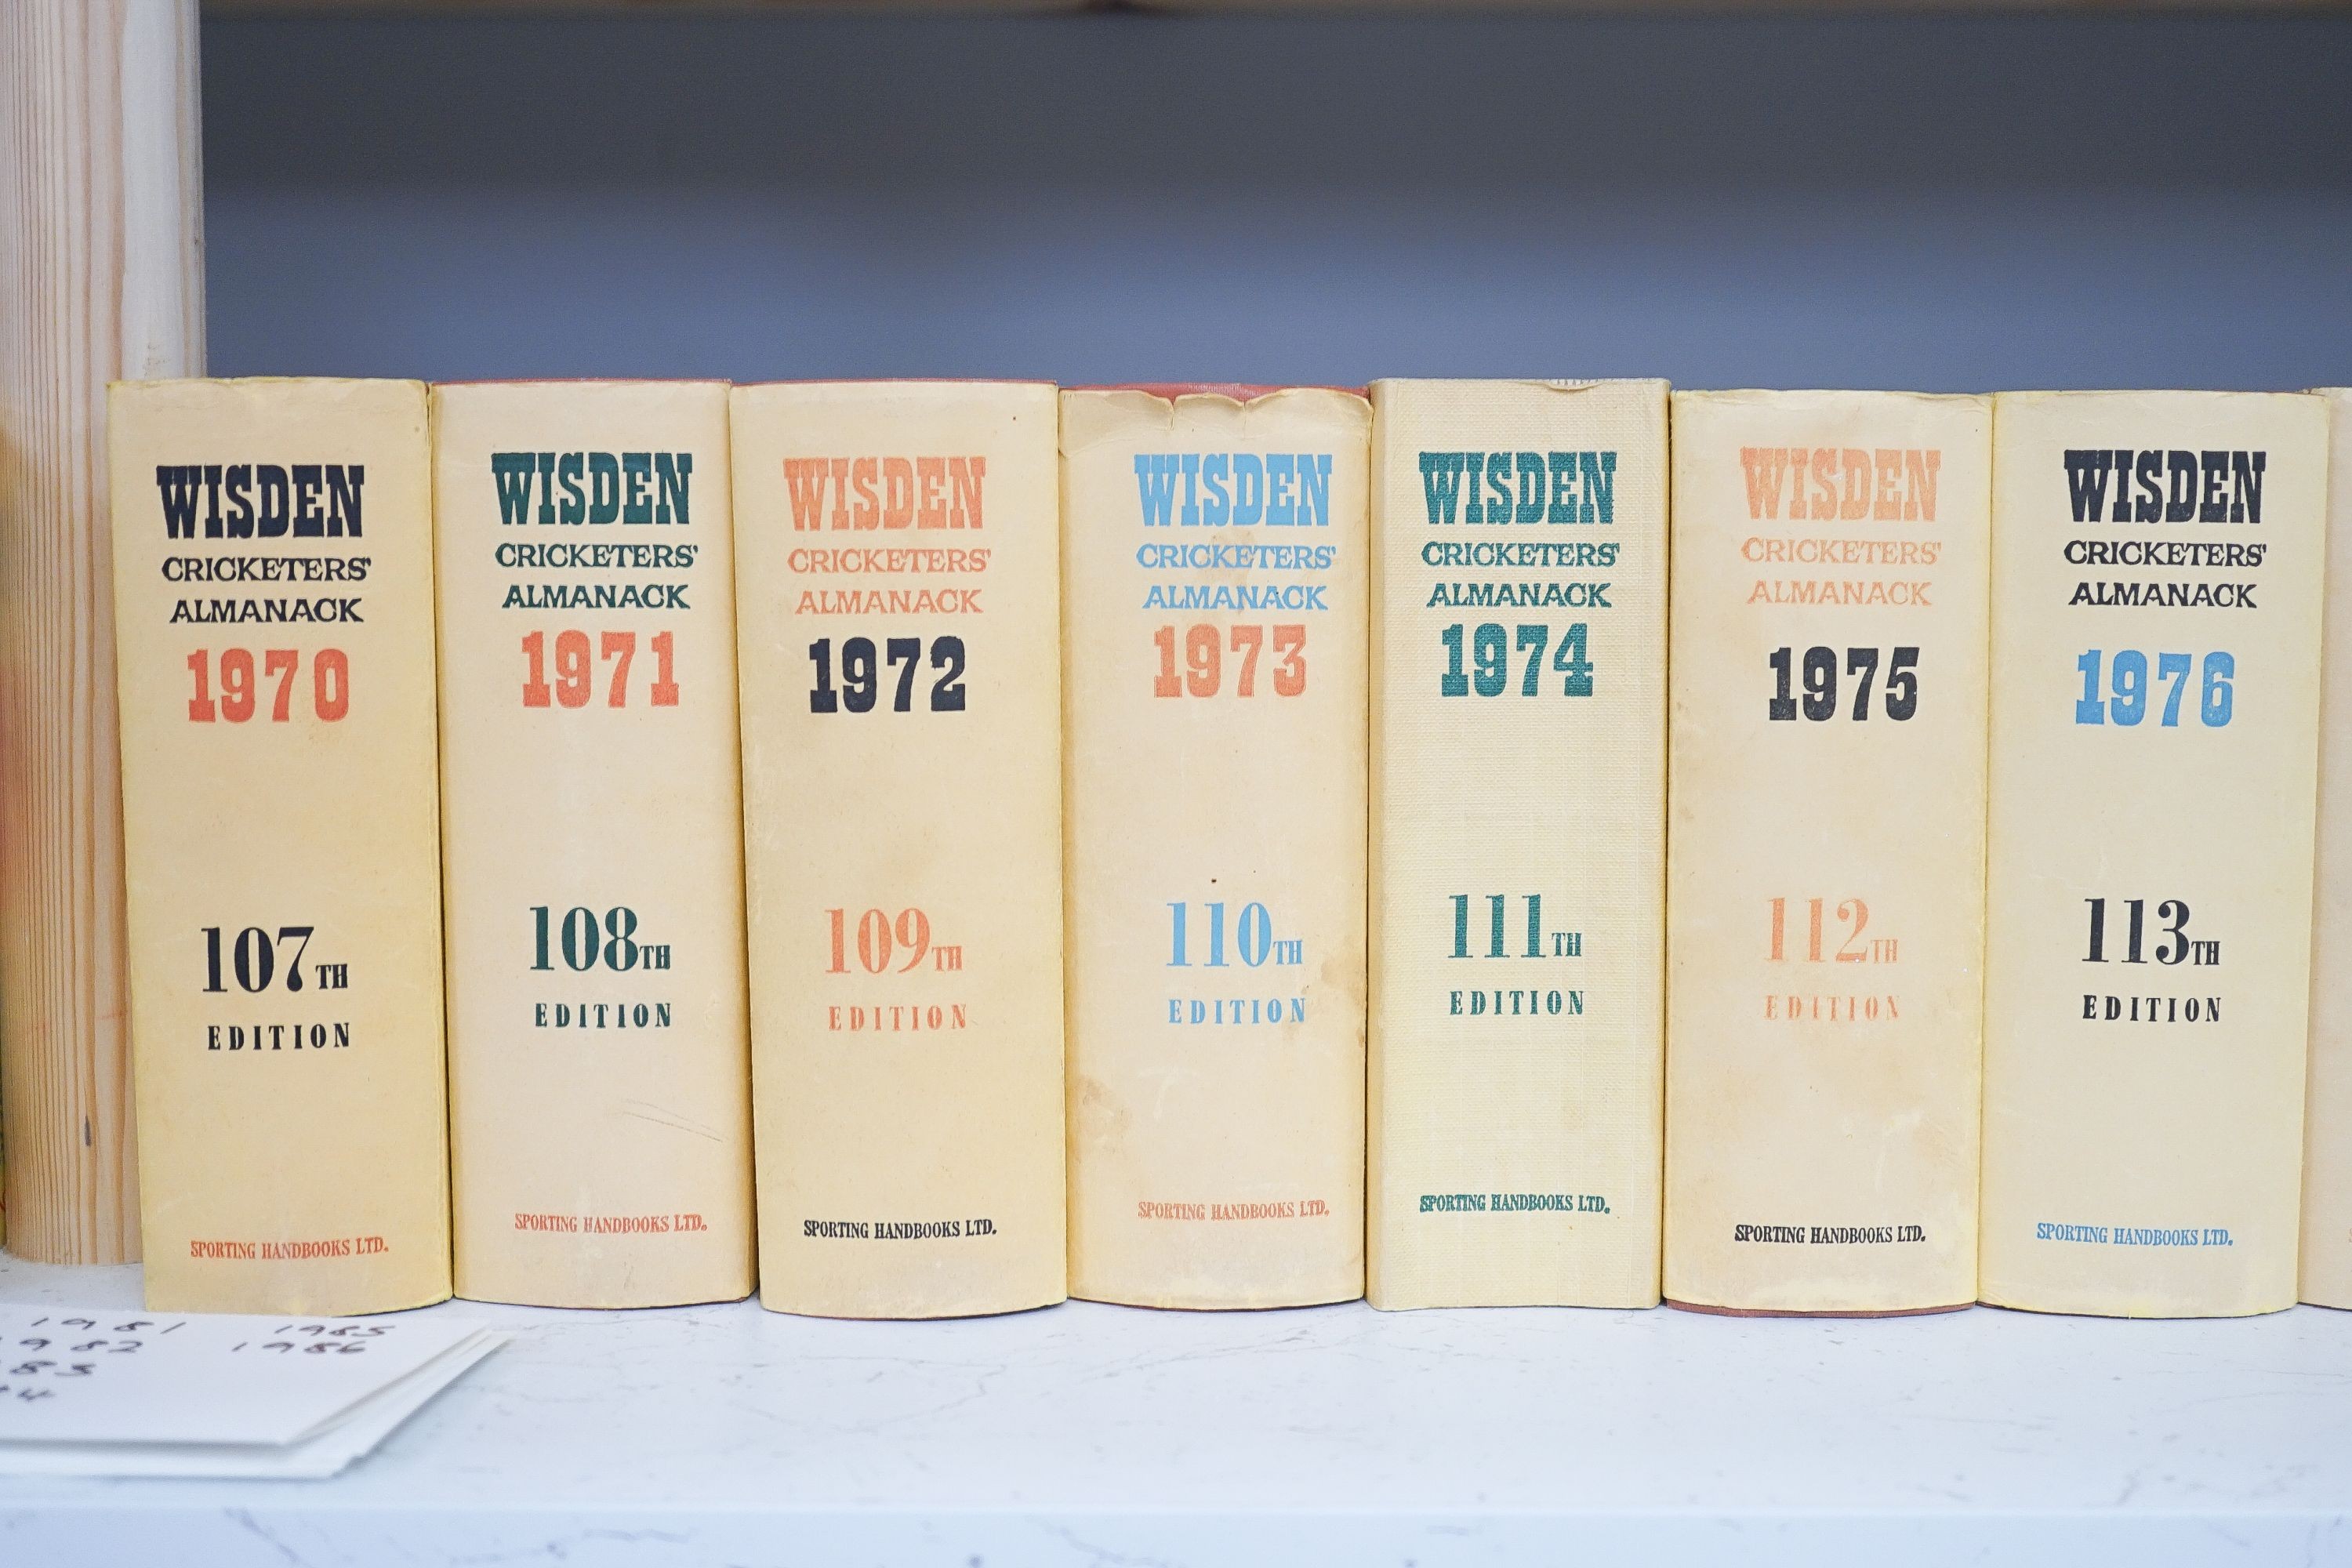 WISDEN
CRICKETERS'
ALMANACK
1970
107TH
EDITION
SPORTING HANDBOOKS LTD.
WISDEN
CRICKETERS'
ALMANACK
1971
108TH
EDITION
SPORTING HANDBOOKS LTD.
WISDEN
CRICKETERS'
ALMANACK
1972
109TH
EDITION
SPORTING HANDBOOKS LTD.
WISDEN
CRICKETERS'
ALMANACK
1973
110TH
EDITION
SPORTING HANDBOOKS LTD.
WISDEN
CRICKETERS'
ALMANACK
1974
111TH
EDITION
SPORTING HANDBOOKS LTD.
WISDEN
CRICKETERS'
ALMANACK
1975
112TH
EDITION
SPORTING HANDBOOKS LTD.
WISDEN
CRICKETERS'
ALMANACK
1976
113TH
EDITION
SPORTING HANDBOOKS LTD.
1981 1985
982 1986
83